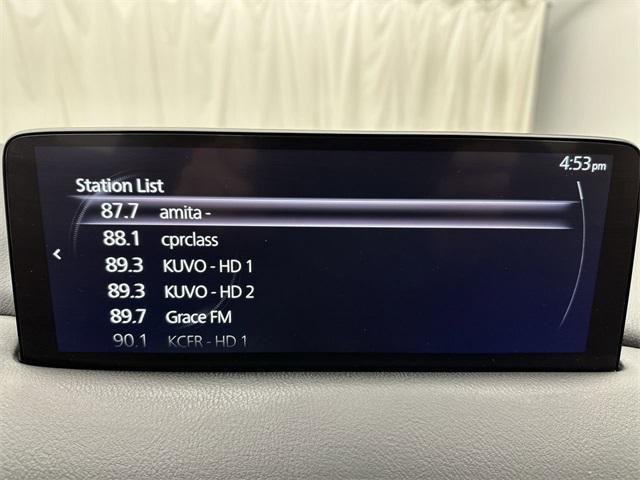 4:53pm
Station List
87.7 amita -
88.1 cprclass
89.3 KUVO - HD 1
89.3 KUVO - HD 2
89.7 Grace FM
90.1 KCFR - HD 1